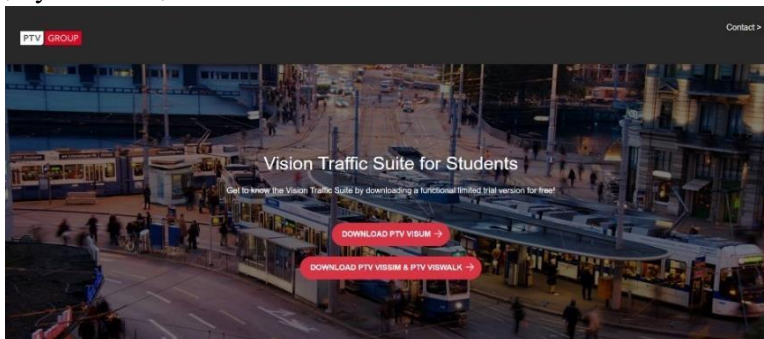 PTV GROUP
Contact >
Vision Traffic Suite for Students
Get to know the Vision Traffic Suite by downloading a functional limited trial version for free!
DOWNLOAD PTV VISUM →
DOWNLOAD PTV VISSIM & PTV VISWALK →